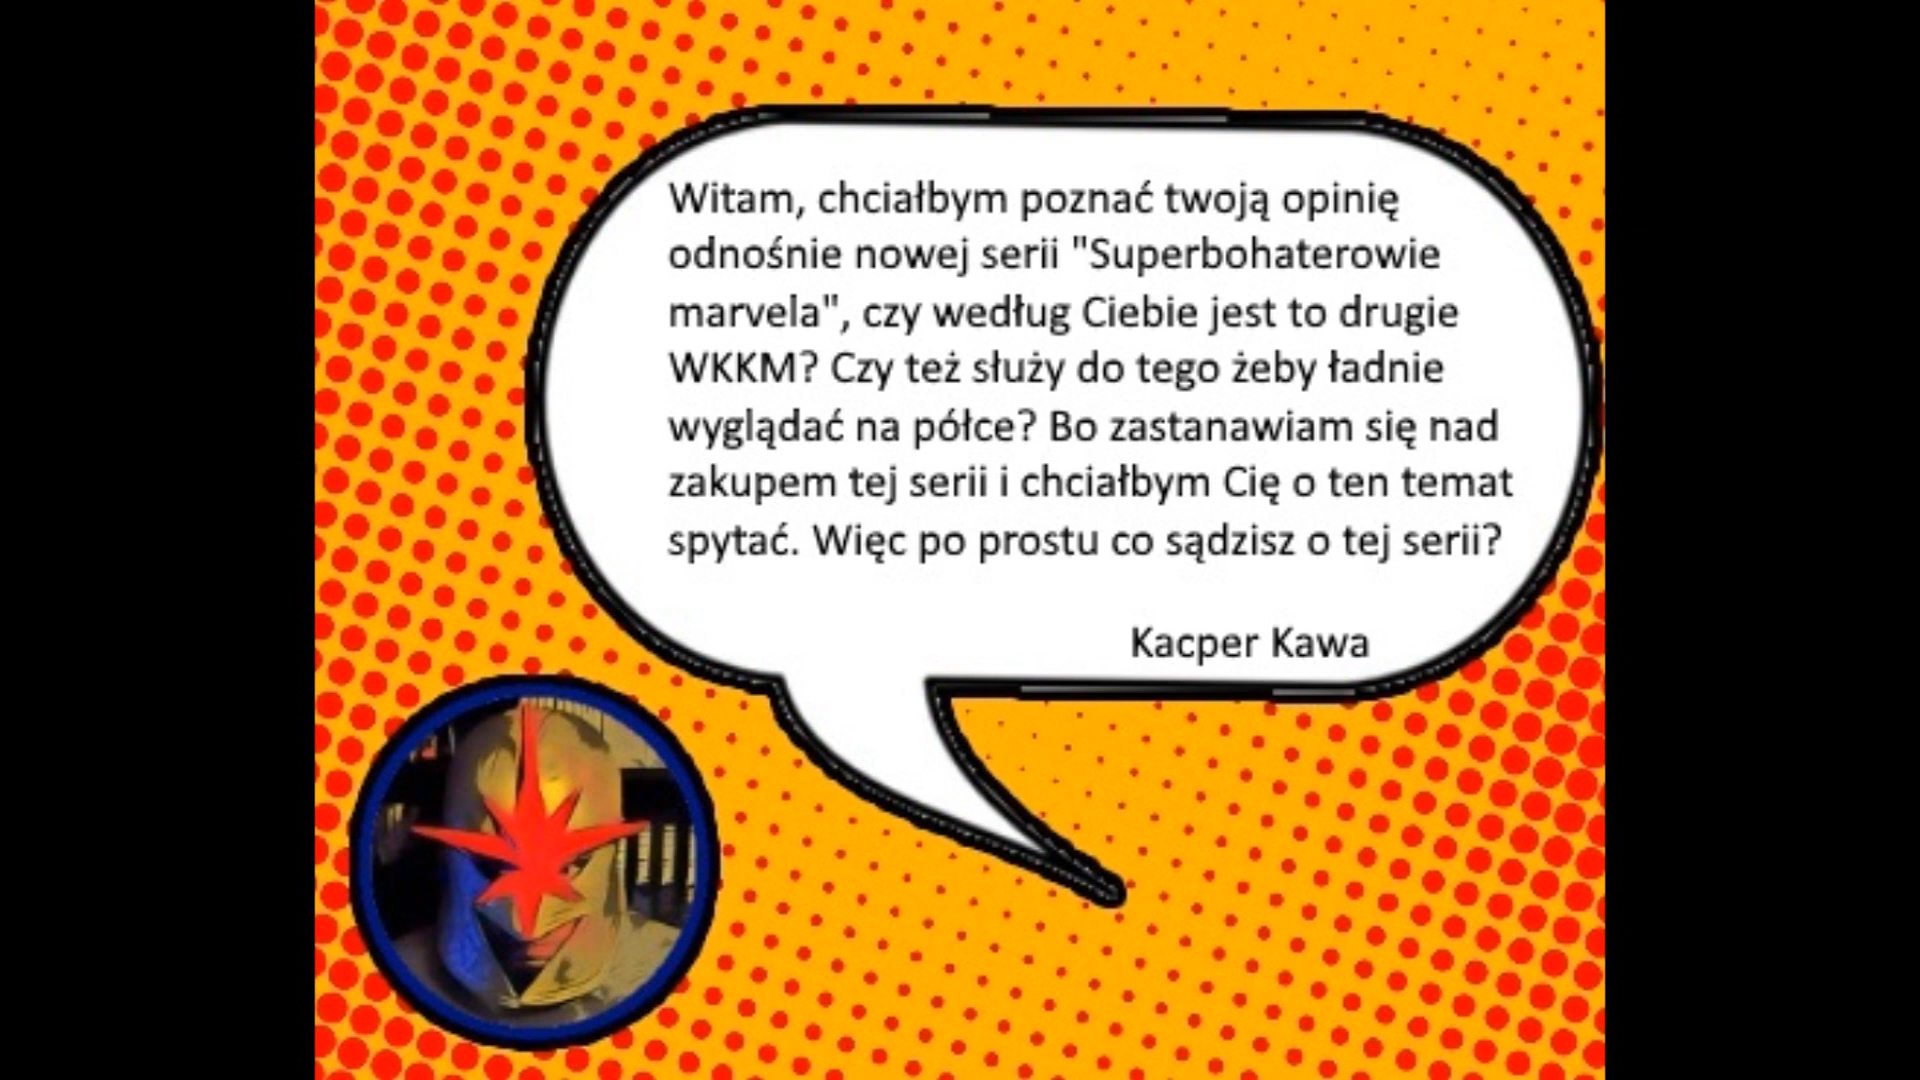 Witam, chciałbym poznać twoją opinię
odnośnie nowej serii "Superbohaterowie
marvela", czy według Ciebie jest to drugie
WKKM? Czy też służy do tego żeby ładnie
wyglądać na półce? Bo zastanawiam się nad
zakupem tej serii i chciałbym Cię o ten temat
spytać. Więc po prostu co sądzisz o tej serii?
Kacper Kawa